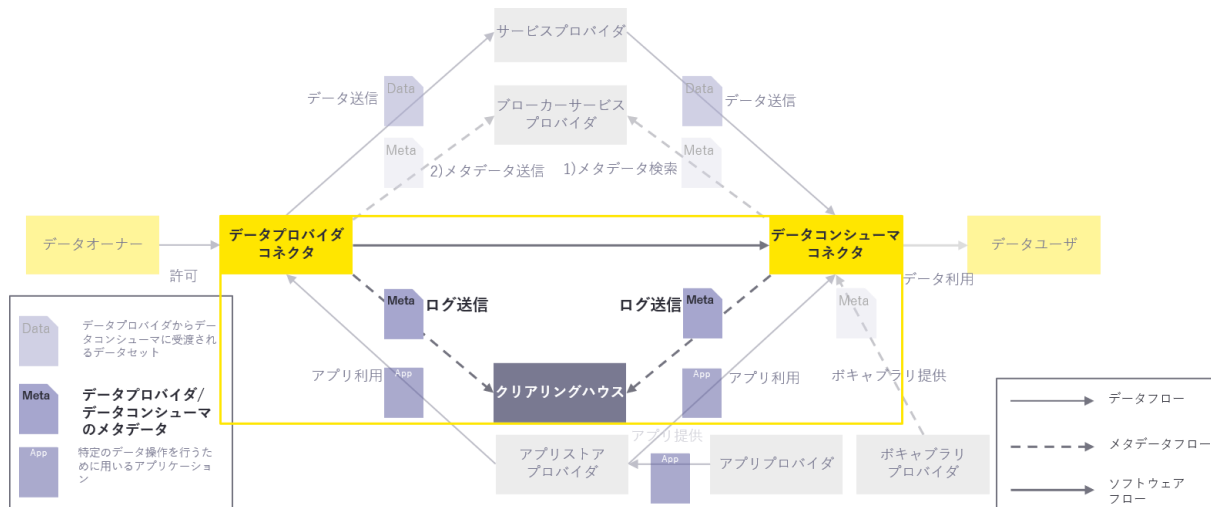 サービスプロバイダ
Data
データ送信
Data
データ送信
ブローカーサービス
プロバイダ
Meta
2)メタデータ送信
1)メタデータ検索
Meta
データオーナー
許可
データプロバイダ
コネクタ
データコンシューマ
コネクタ
データユーザ
データ利用
Meta
ログ送信
ログ送信
Meta
Meta
ボキャブラリ提供
アプリ利用
App
クリアリングハウス
App
アプリ利用
アプリ提供
アプリストア
プロバイダ
App
アプリプロバイダ
ボキャブラリ
プロバイダ
Data
データプロバイダからデー
タコンシューマに受渡され
るデータセット
Meta
データプロバイダ/
データコンシューマ
のメタデータ
App
特定のデータ操作を行うた
めに用いるアプリケーショ
ン
データフロー
メタデータフロー
ソフトウェア
フロー